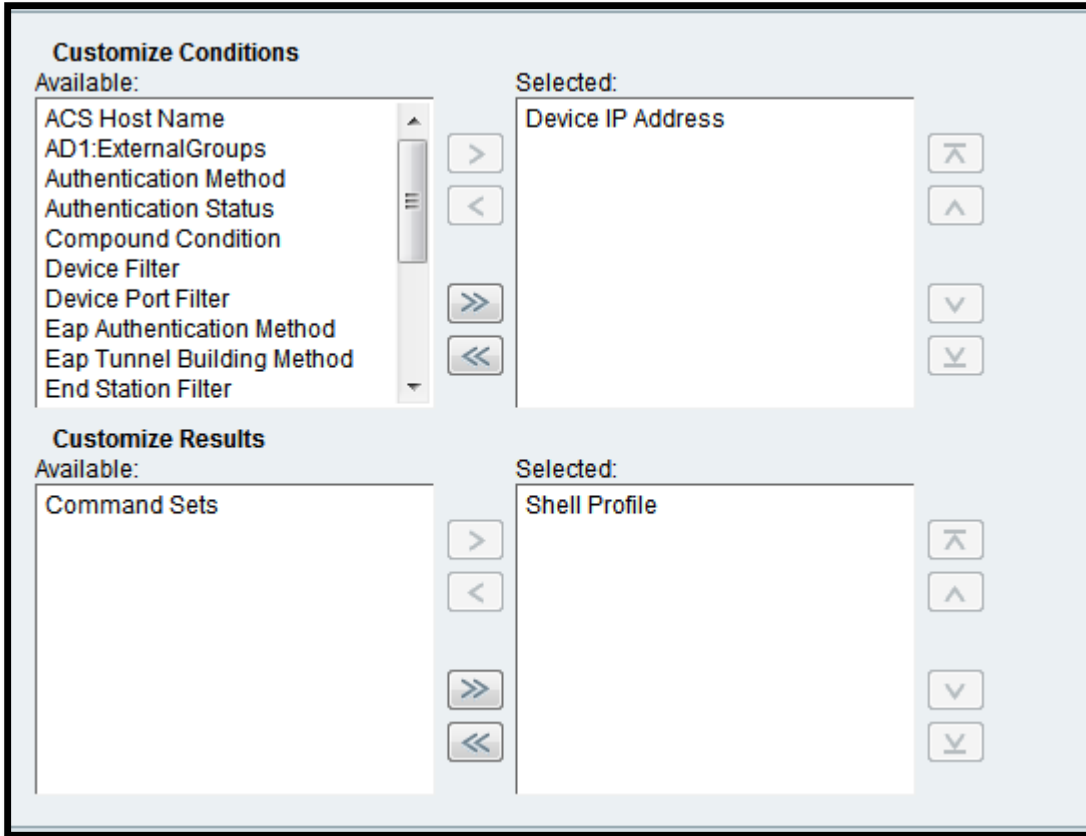 Customize Conditions
Available:
ACS Host Name
AD1:ExternalGroups
Authentication Method
Authentication Status
Compound Condition
Device Filter
Device Port Filter
Eap Authentication Method
Eap Tunnel Building Method
End Station Filter
Selected:
Device IP Address
Customize Results
Available:
Command Sets
Selected:
Shell Profile